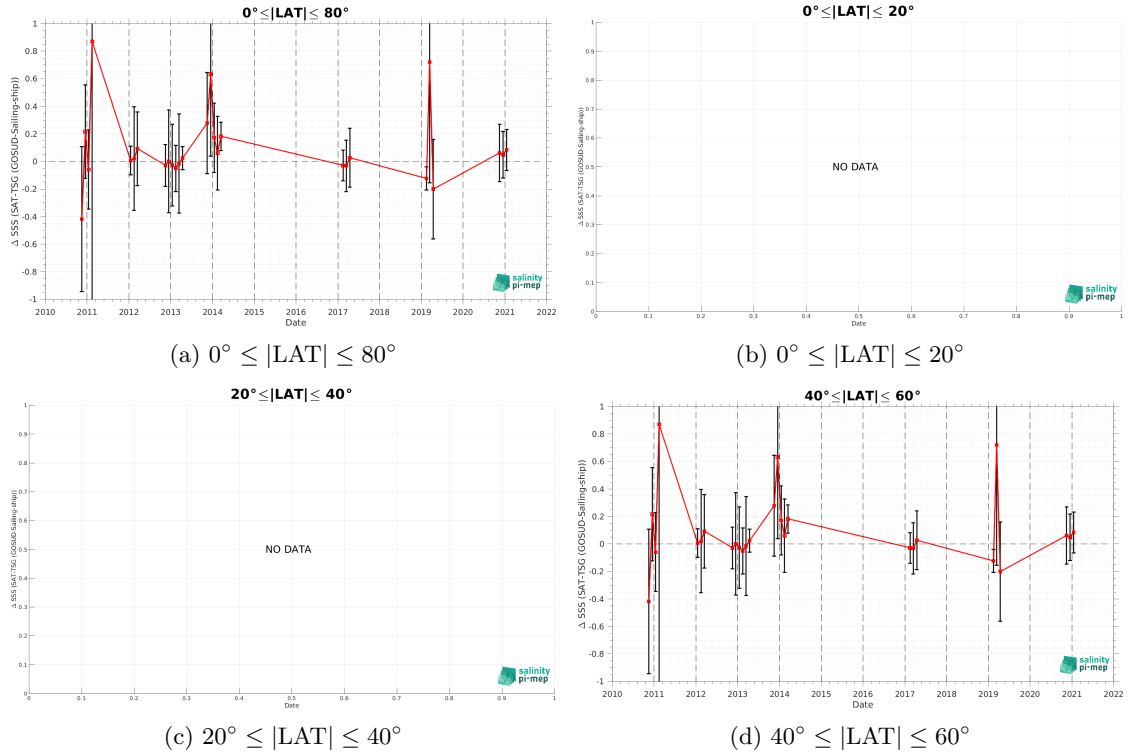 0°≤|LAT|≤ 80°
Δ SSS (SAT-TSG (GOSUD-Sailing-ship))
1
0.8
0.6
0.4
0.2
0
-0.2
-0.4
-0.6
-0.8
-1
2010 2011 2012 2013 2014 2015 2016 2017 2018 2019 2020 2021 2022
Date
salinity
pi-mep
(a) 0° ≤ |LAT| ≤ 80°
0°≤|LAT|≤ 20°
Δ SSS (SAT-TSG (GOSUD-Sailing-ship))
1
0.9
0.8
0.7
0.6
0.5
0.4
0.3
0.2
0.1
0
NO DATA
0 0.1 0.2 0.3 0.4 0.5 0.6 0.7 0.8 0.9 1
Date
salinity
pi-mep
(b) 0° ≤ |LAT| ≤ 20°
20°≤|LAT|≤ 40°
Δ SSS (SAT-TSG (GOSUD-Sailing-ship))
1
0.9
0.8
0.7
0.6
0.5
0.4
0.3
0.2
0.1
0
NO DATA
0 0.1 0.2 0.3 0.4 0.5 0.6 0.7 0.8 0.9 1
Date
salinity
pi-mep
(c) 20° ≤ |LAT| ≤ 40°
40°≤|LAT|≤ 60°
Δ SSS (SAT-TSG (GOSUD-Sailing-ship))
1
0.8
0.6
0.4
0.2
0
-0.2
-0.4
-0.6
-0.8
-1
2010 2011 2012 2013 2014 2015 2016 2017 2018 2019 2020 2021 2022
Date
salinity
pi-mep
(d) 40° ≤ |LAT| ≤ 60°